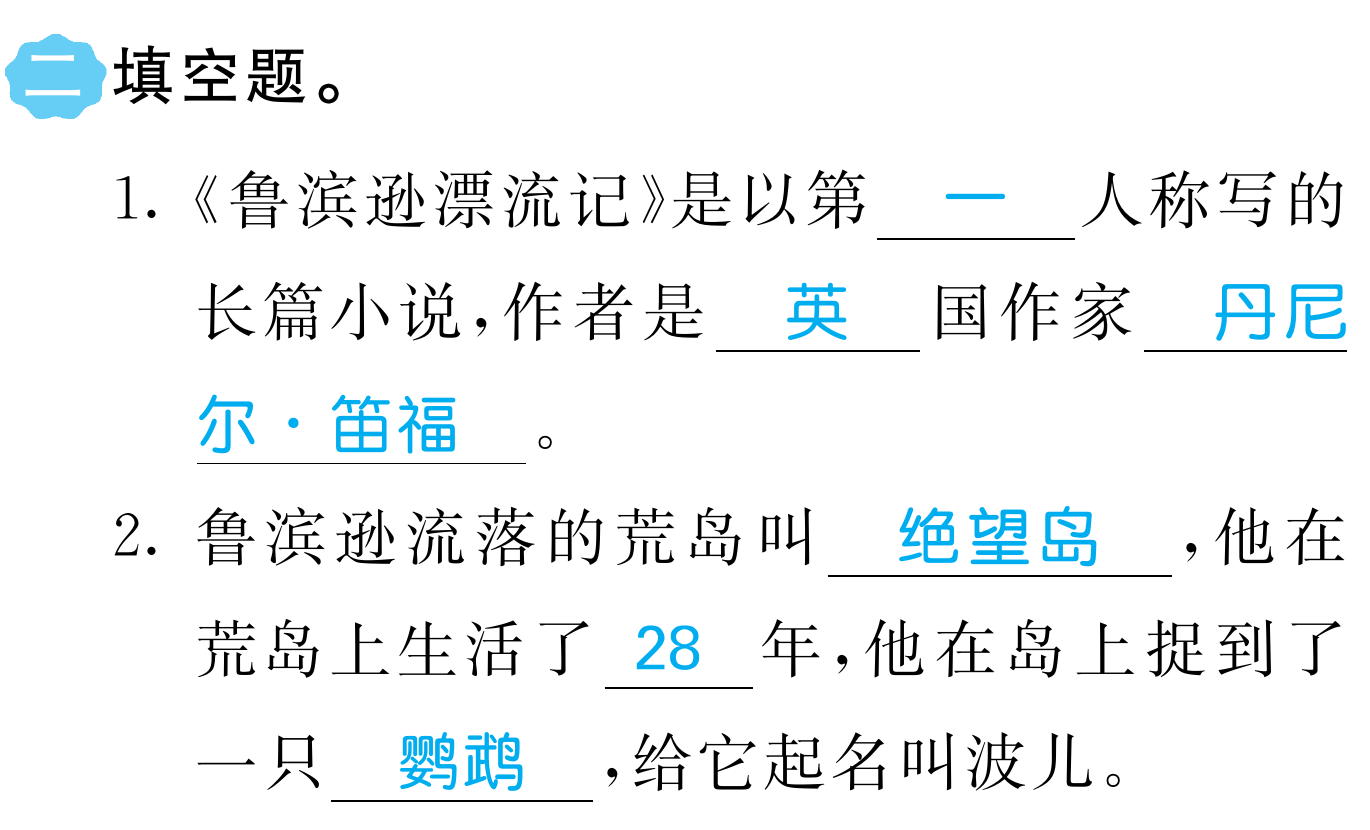 二 填空题。
1.《鲁滨逊漂流记》是以第 一 人称写的
长篇小说,作者是 英 国作家 丹尼
尔·笛福 。
2. 鲁滨逊流落的荒岛叫 绝望岛 ,他在
荒岛上生活了 28 年,他在岛上捉到了
一只 鹦鹉 ,给它起名叫波儿。